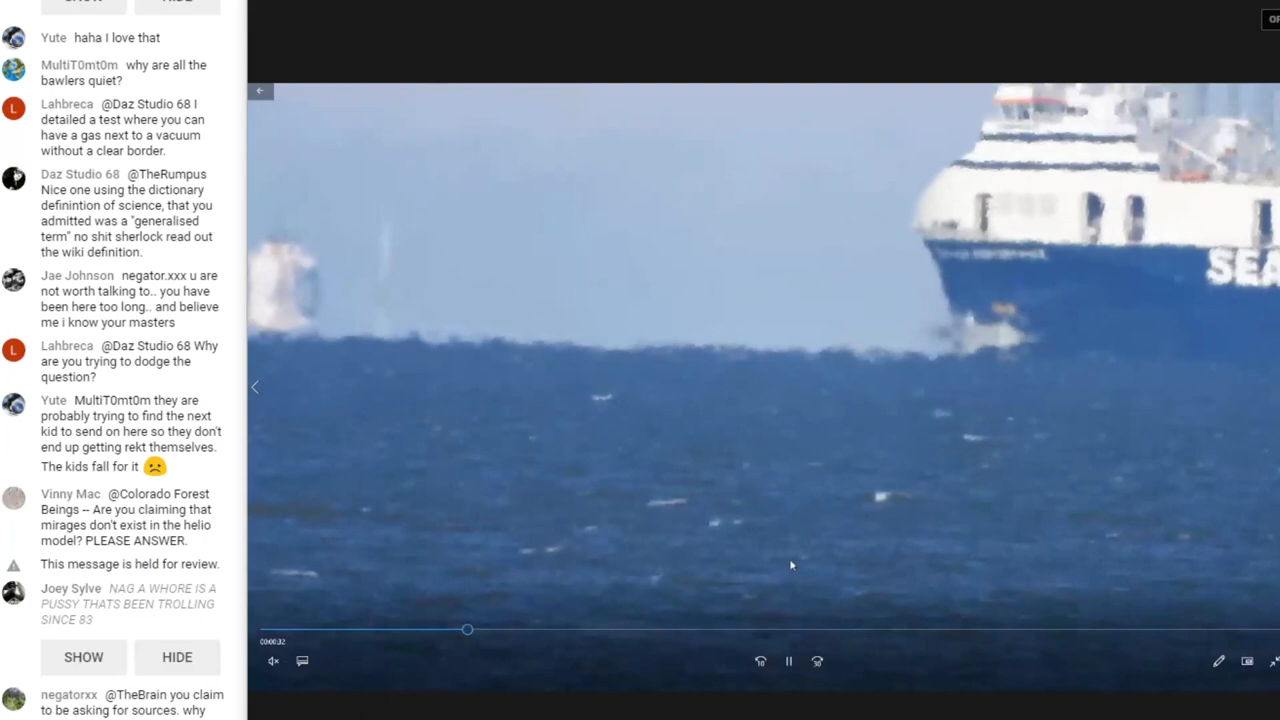 SHOW HIDE
Yute haha I love that
MultiT0mt0m why are all the
bawlers quiet?
L
Lahbreca @Daz Studio 68 I
detailed a test where you can
have a gas next to a vacuum
without a clear border.
Daz Studio 68 @TheRumpus
Nice one using the dictionary
definintion of science, that you
admitted was a "generalised
term" no shit sherlock read out
the wiki definition.
Jae Johnson negator.xxx u are
not worth talking to.. you have
been here too long.. and believe
me i know your masters
L
Lahbreca @Daz Studio 68 Why
are you trying to dodge the
question?
Yute MultiT0mt0m they are
probably trying to find the next
kid to send on here so they don't
end up getting rekt themselves.
The kids fall for it
Vinny Mac @Colorado Forest
Beings -- Are you claiming that
mirages don't exist in the helio
model? PLEASE ANSWER.
This message is held for review.
Joey Sylve NAG A WHORE IS A
PUSSY THATS BEEN TROLLING
SINCE 83
SHOW HIDE
negatorxx @TheBrain you claim
to be asking for sources. why
SEA
0:00:32
10 30